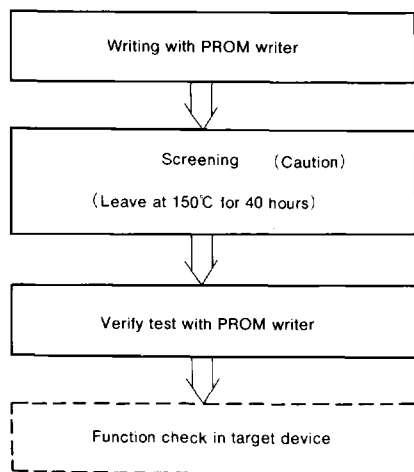 Writing with PROM writer
Screening (Caution)
(Leave at 150℃ for 40 hours)
Verify test with PROM writer
Function check in target device